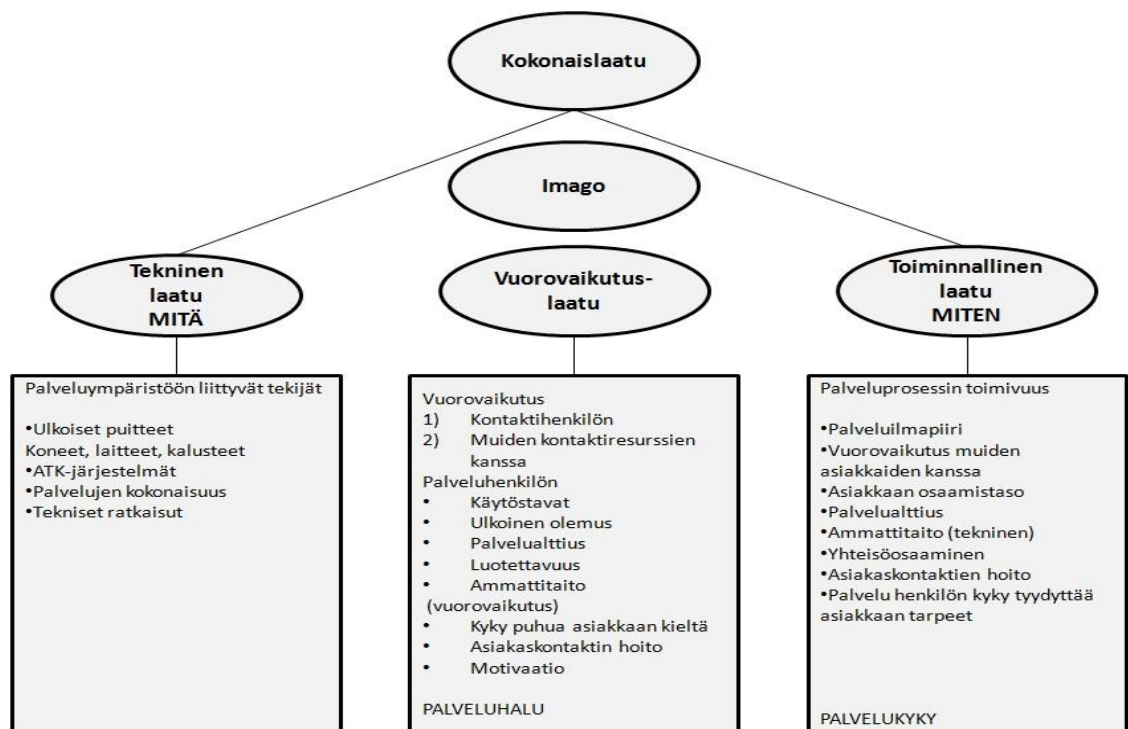 Kokonaislaatu
Imago
Tekninen
laatu
MITÄ
Vuorovaikutus-
laatu
Toiminnallinen
laatu
MITEN
Palveluympäristöön liittyvät tekijät
•Ulkoiset puitteet
Koneet, laitteet, kalusteet
•ATK-järjestelmät
•Palvelujen kokonaisuus
•Tekniset ratkaisut
Vuorovaikutus
1) Kontaktihenkilön
2) Muiden kontaktiresurssien
kanssa
Palveluhenkilön
• Käytöstavat
• Ulkoinen olemus
• Palvelualttius
• Luotettavuus
• Ammattitaito
(vuorovaikutus)
• Kyky puhua asiakkaan kieltä
• Asiakaskontaktin hoito
• Motivaatio
PALVELUHALU
Palveluprosessin toimivuus
•Palveluilmapiiri
•Vuorovaikutus muiden
asiakkaiden kanssa
•Asiakkaan osaamistaso
•Palvelualttius
•Ammattitaito (tekninen)
•Yhteisöosaaminen
•Asiakaskontaktien hoito
•Palvelu henkilön kyky tyydyttää
asiakkaan tarpeet
PALVELUKYKY